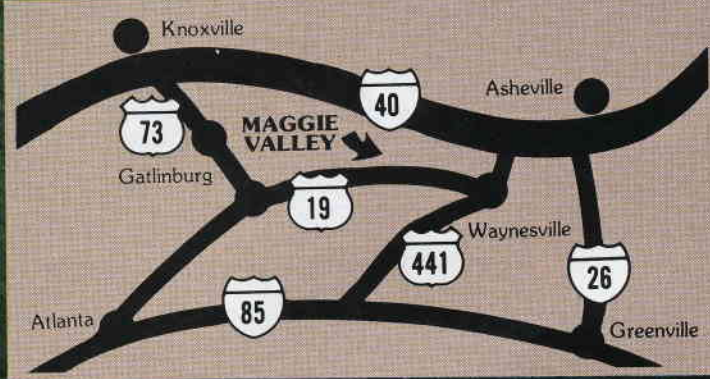 Knoxville
40
Asheville
73
MAGGIE
VALLEY
Gatlinburg
19
Waynesville
441
26
85
Atlanta
Greenville